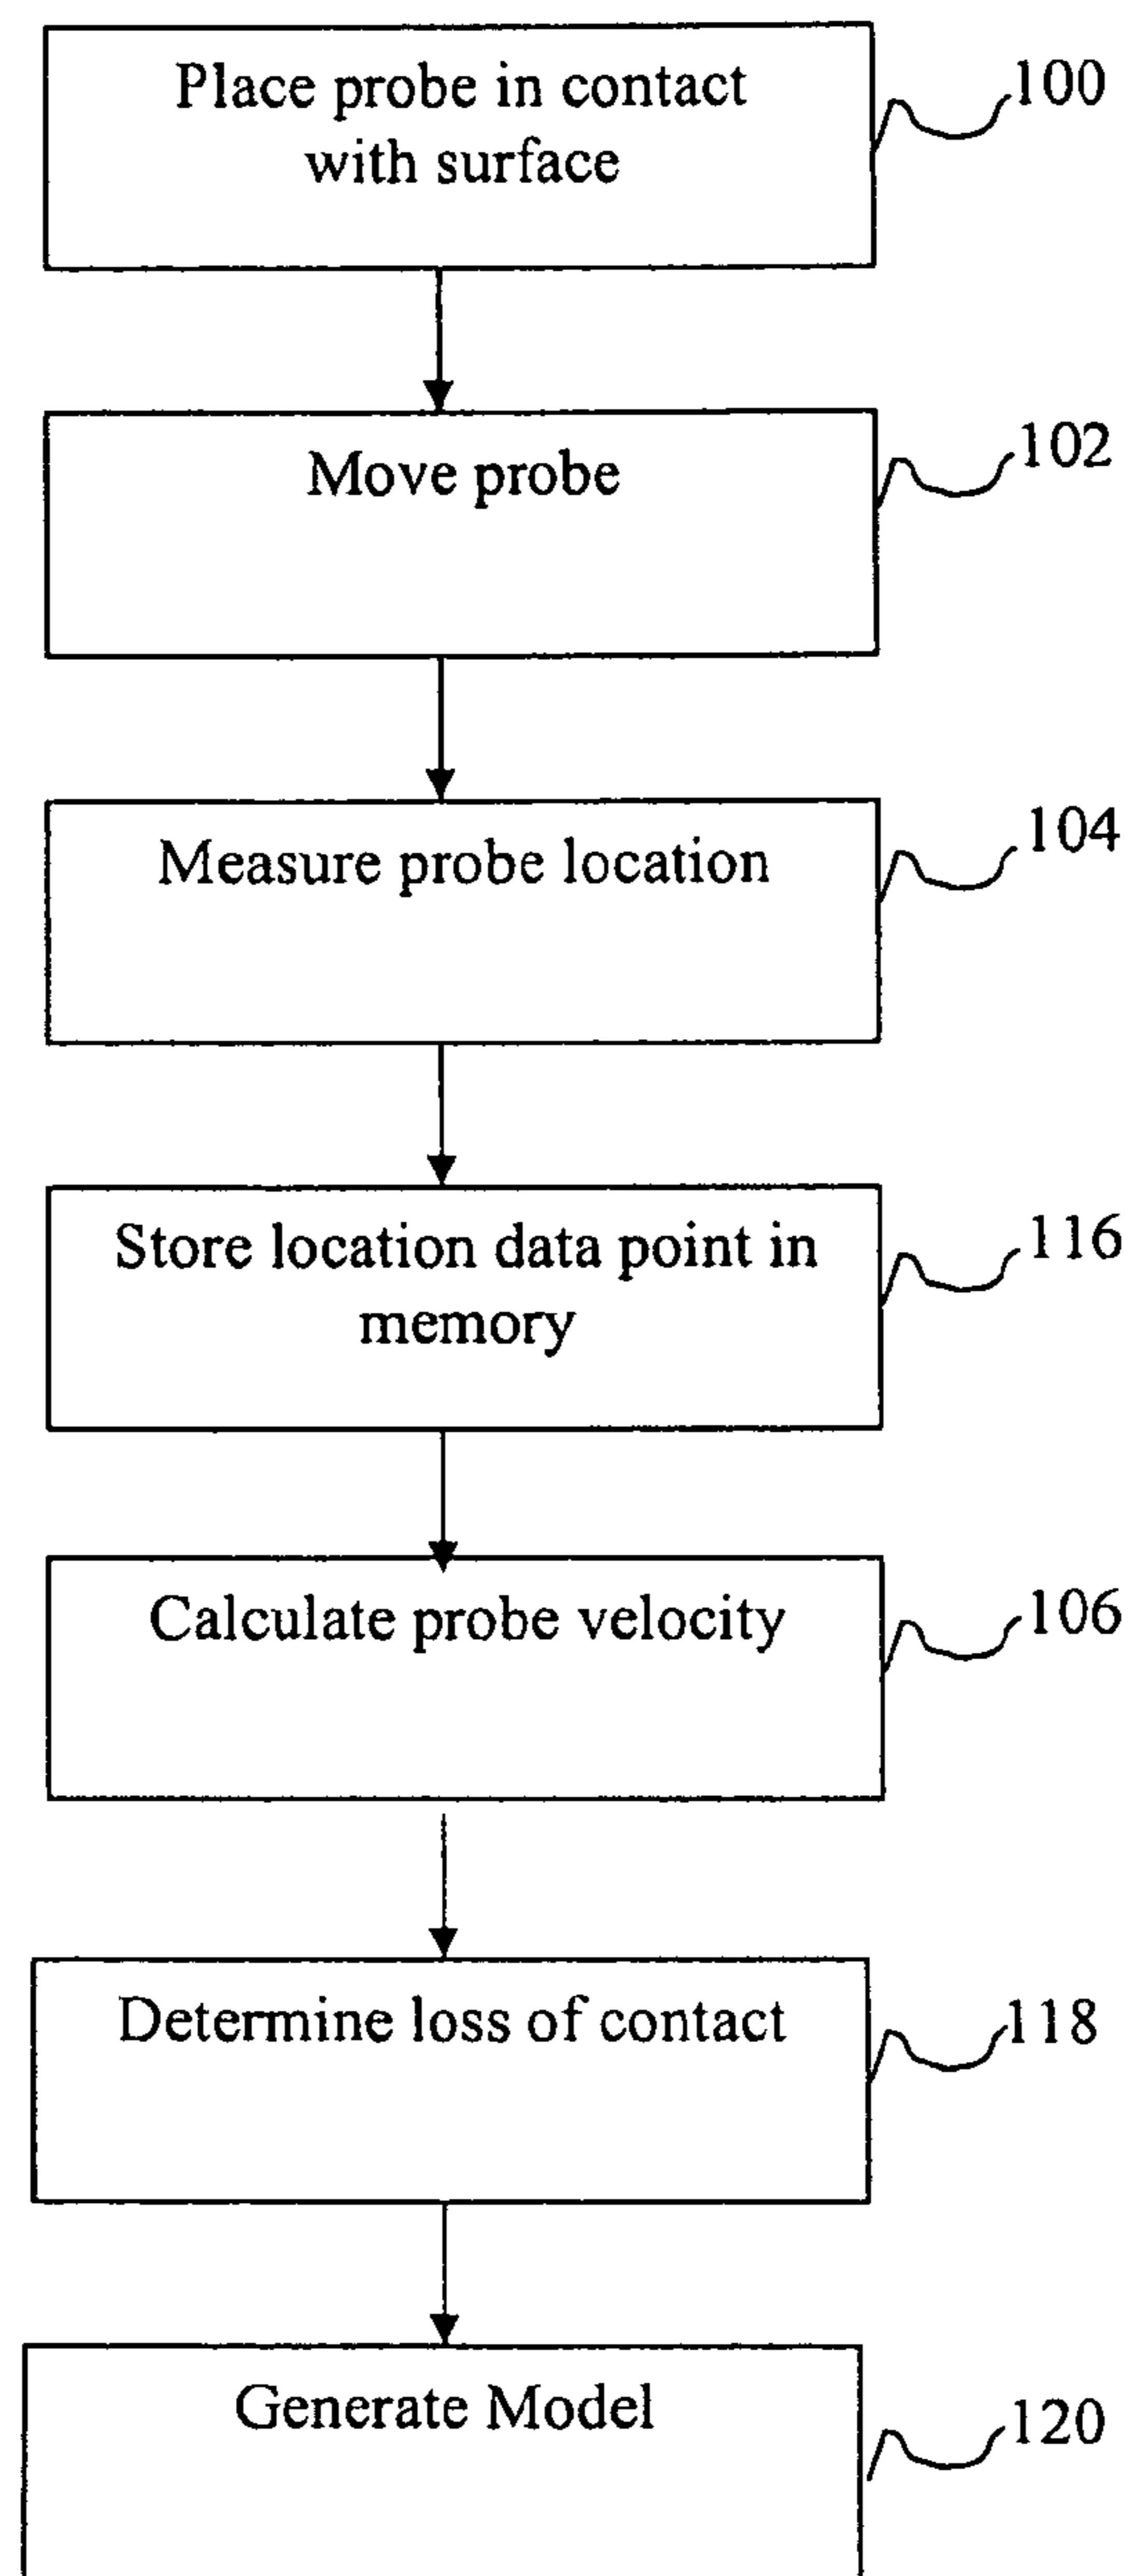 Place probe in contact
with surface
100
Move probe
102
Measure probe location
104
Store location data point in
memory
116
Calculate probe velocity
106
Determine loss of contact
118
Generate Model
120